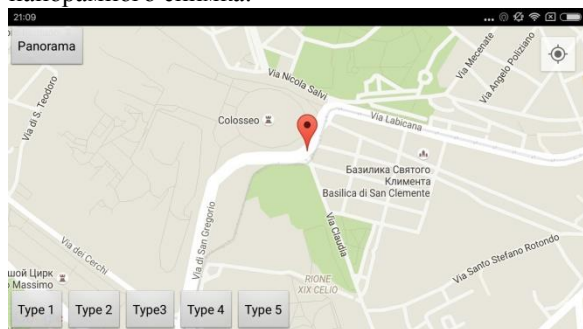 21:09
Panorama
Via Nicola Salvi
Via Mecenate
Via Angelo Poliziano
Via di S. Teodoro
Colosseo
Via Labicana
Базилика Святого
Климента
Basilica di San Clemente
Via Claudia
Via di San Gregorio
Via dei Cerchi
Via Santo Stefano Rotondo
шой Цирк
Massimo
RIONE
XIX CELIO
Type 1
Type 2
Type3
Type 4
Type 5